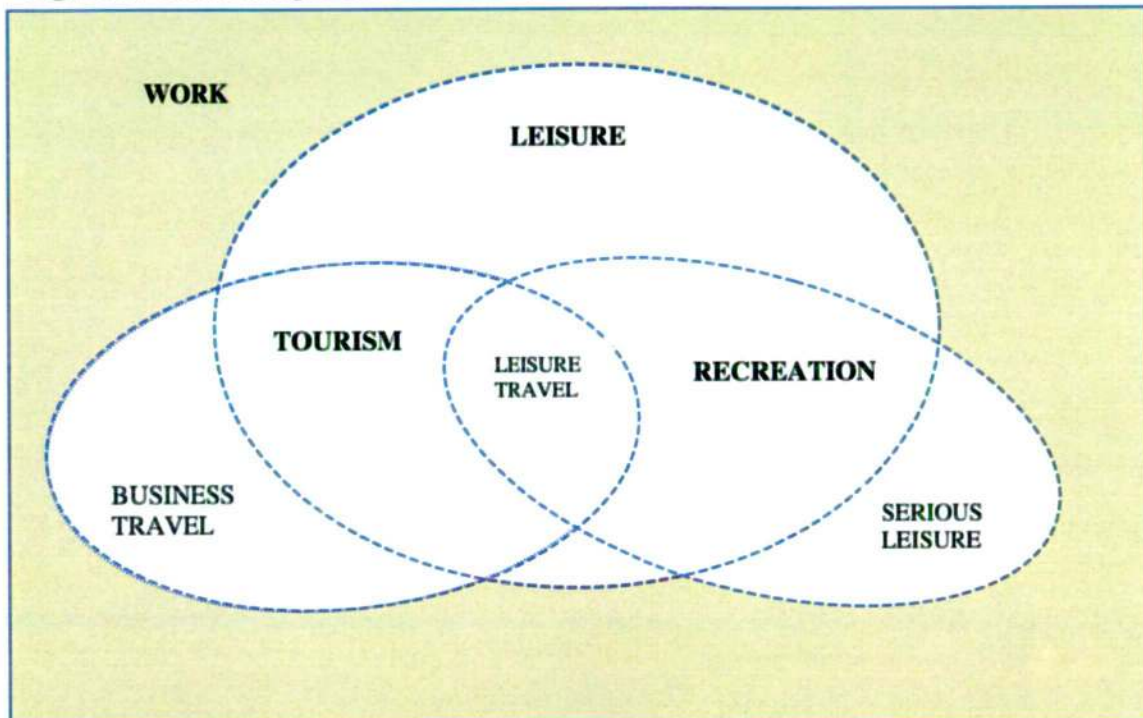 WORK
LEISURE
TOURISM
LEISURE
TRAVEL
RECREATION
BUSINESS
TRAVEL
SERIOUS
LEISURE